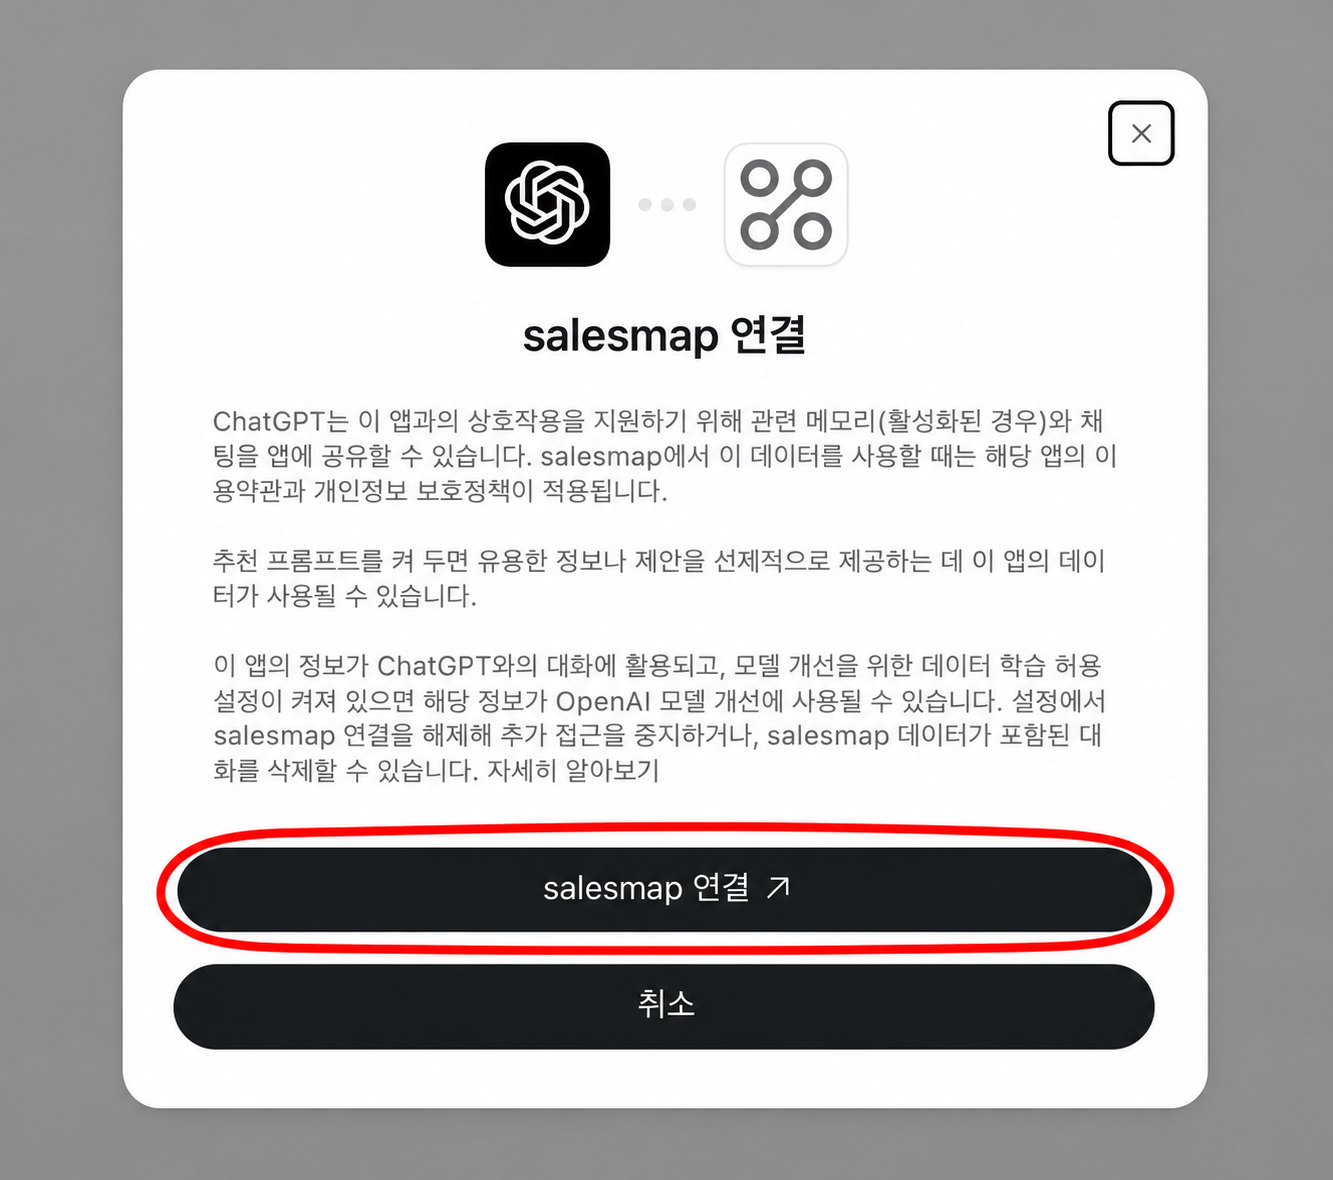 salesmap 연결
ChatGPT는 이 앱과의 상호작용을 지원하기 위해 관련 메모리(활성화된 경우)와 채
팅을 앱에 공유할 수 있습니다. salesmap에서 이 데이터를 사용할 때는 해당 앱의 이
용약관과 개인정보 보호정책이 적용됩니다.
추천 프롬프트를 켜 두면 유용한 정보나 제안을 선제적으로 제공하는 데 이 앱의 데이
터가 사용될 수 있습니다.
이 앱의 정보가 ChatGPT와의 대화에 활용되고, 모델 개선을 위한 데이터 학습 허용
설정이 켜져 있으면 해당 정보가 OpenAI 모델 개선에 사용될 수 있습니다. 설정에서
salesmap 연결을 해제해 추가 접근을 중지하거나, salesmap 데이터가 포함된 대
화를 삭제할 수 있습니다. 자세히 알아보기
salesmap 연결
취소